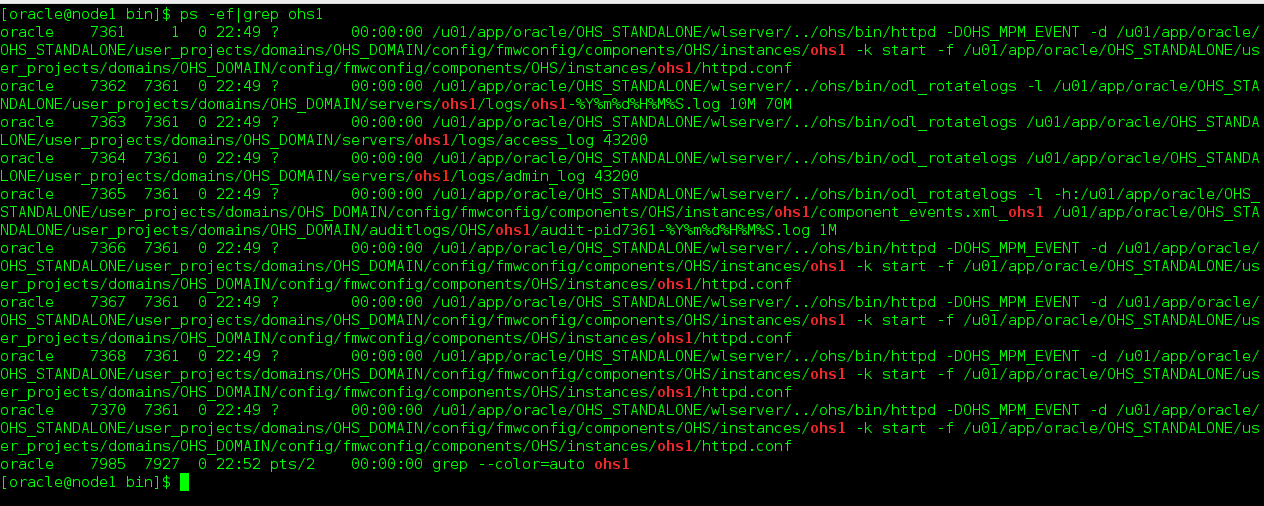 [oracle@node1 bin]$ ps -ef|grep ohs1
oracle    7361     1  0 22:49 ?        00:00:00 /u01/app/oracle/OHS_STANDALONE/wlserver/../ohs/bin/httpd -DOHS_MPM_EVENT -d /u01/app/oracle/
OHS_STANDALONE/user_projects/domains/OHS_DOMAIN/config/fmwconfig/components/OHS/instances/ohs1 -k start -f /u01/app/oracle/OHS_STANDALONE/us
er_projects/domains/OHS_DOMAIN/config/fmwconfig/components/OHS/instances/ohs1/httpd.conf
oracle    7362  7361  0 22:49 ?        00:00:00 /u01/app/oracle/OHS_STANDALONE/wlserver/../ohs/bin/odl_rotatelogs -l /u01/app/oracle/OHS_STA
NDALONE/user_projects/domains/OHS_DOMAIN/servers/ohs1/logs/ohs1-%Y%m%d%H%M%S.log 10M 70M
oracle    7363  7361  0 22:49 ?        00:00:00 /u01/app/oracle/OHS_STANDALONE/wlserver/../ohs/bin/odl_rotatelogs /u01/app/oracle/OHS_STANDA
LONE/user_projects/domains/OHS_DOMAIN/servers/ohs1/logs/access_log 43200
oracle    7364  7361  0 22:49 ?        00:00:00 /u01/app/oracle/OHS_STANDALONE/wlserver/../ohs/bin/odl_rotatelogs /u01/app/oracle/OHS_STANDA
LONE/user_projects/domains/OHS_DOMAIN/servers/ohs1/logs/admin_log 43200
oracle    7365  7361  0 22:49 ?        00:00:00 /u01/app/oracle/OHS_STANDALONE/wlserver/../ohs/bin/odl_rotatelogs -l -h:/u01/app/oracle/OHS_
STANDALONE/user_projects/domains/OHS_DOMAIN/config/fmwconfig/components/OHS/instances/ohs1/component_events.xml_ohs1 /u01/app/oracle/OHS_STA
NDALONE/user_projects/domains/OHS_DOMAIN/auditlogs/OHS/ohs1/audit-pid7361-%Y%m%d%H%M%S.log 1M
oracle    7366  7361  0 22:49 ?        00:00:00 /u01/app/oracle/OHS_STANDALONE/wlserver/../ohs/bin/httpd -DOHS_MPM_EVENT -d /u01/app/oracle/
OHS_STANDALONE/user_projects/domains/OHS_DOMAIN/config/fmwconfig/components/OHS/instances/ohs1 -k start -f /u01/app/oracle/OHS_STANDALONE/us
er_projects/domains/OHS_DOMAIN/config/fmwconfig/components/OHS/instances/ohs1/httpd.conf
oracle    7367  7361  0 22:49 ?        00:00:00 /u01/app/oracle/OHS_STANDALONE/wlserver/../ohs/bin/httpd -DOHS_MPM_EVENT -d /u01/app/oracle/
OHS_STANDALONE/user_projects/domains/OHS_DOMAIN/config/fmwconfig/components/OHS/instances/ohs1 -k start -f /u01/app/oracle/OHS_STANDALONE/us
er_projects/domains/OHS_DOMAIN/config/fmwconfig/components/OHS/instances/ohs1/httpd.conf
oracle    7368  7361  0 22:49 ?        00:00:00 /u01/app/oracle/OHS_STANDALONE/wlserver/../ohs/bin/httpd -DOHS_MPM_EVENT -d /u01/app/oracle/
OHS_STANDALONE/user_projects/domains/OHS_DOMAIN/config/fmwconfig/components/OHS/instances/ohs1 -k start -f /u01/app/oracle/OHS_STANDALONE/us
er_projects/domains/OHS_DOMAIN/config/fmwconfig/components/OHS/instances/ohs1/httpd.conf
oracle    7370  7361  0 22:49 ?        00:00:00 /u01/app/oracle/OHS_STANDALONE/wlserver/../ohs/bin/httpd -DOHS_MPM_EVENT -d /u01/app/oracle/
OHS_STANDALONE/user_projects/domains/OHS_DOMAIN/config/fmwconfig/components/OHS/instances/ohs1 -k start -f /u01/app/oracle/OHS_STANDALONE/us
er_projects/domains/OHS_DOMAIN/config/fmwconfig/components/OHS/instances/ohs1/httpd.conf
oracle    7985  7927  0 22:52 pts/2    00:00:00 grep --color=auto ohs1
[oracle@node1 bin]$